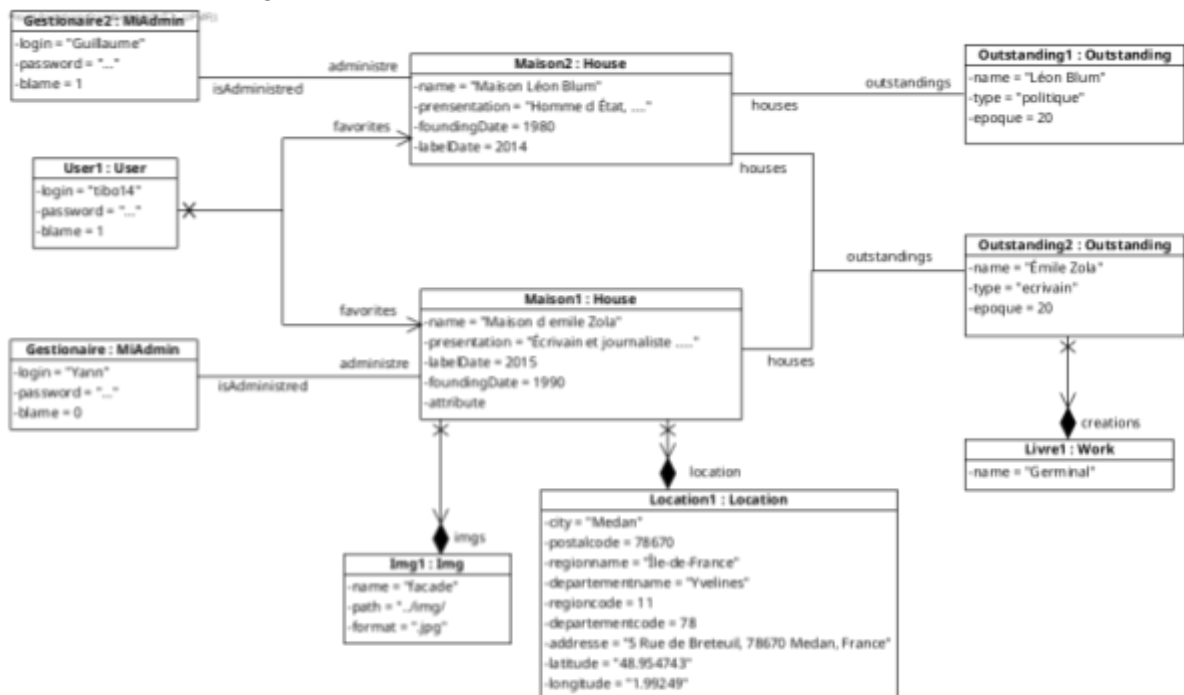 Gestionaire2 : MiAdmin
-login = "Guillaume"
-password = "..."
-blame = 1
administre
isAdministred
Maison2 : House
-name = "Maison Léon Blum"
-prensentation = "Homme d État, ...."
-foundingDate = 1980
-labelDate = 2014
outstandings
houses
Outstanding1 : Outstanding
-name = "Léon Blum"
-type = "politique"
-epoque = 20
favorites
houses
User1 : User
-login = "tibo14"
-password = "..."
-blame = 1
outstandings
Outstanding2 : Outstanding
-name = "Émile Zola"
-type = "ecrivain"
-epoque = 20
favorites
Maison1 : House
-name = "Maison d emile Zola"
-presentation = "Écrivain et journaliste ....."
-labelDate = 2015
-foundingDate = 1990
-attribute
houses
Gestionaire : MiAdmin
-login = "Yann"
-password = "..."
-blame = 0
administre
isAdministred
creations
Livre1 : Work
-name = "Germinal"
location
Location1 : Location
-city = "Medan"
-postalcode = 78670
-regionname = "Île-de-France"
-departementname = "Yvelines"
-regioncode = 11
-departementcode = 78
-addresse = "5 Rue de Breteuil, 78670 Medan, France"
-latitude = "48.954743"
-longitude = "1.99249"
imgs
Img1 : Img
-name = "facade"
-path = "../img/
-format = ".jpg"